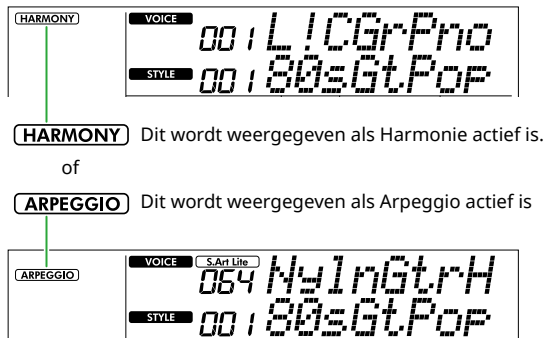 HARMONY VOICE 001 L!CGrPno
STYLE 001 80sGtPop
HARMONY Dit wordt weergegeven als Harmonie actief is.
of
ARPEGGIO Dit wordt weergegeven als Arpeggio actief is
ARPEGGIO VOICE S.Art Lite 064 NylnGtrH
STYLE 001 80sGtPop